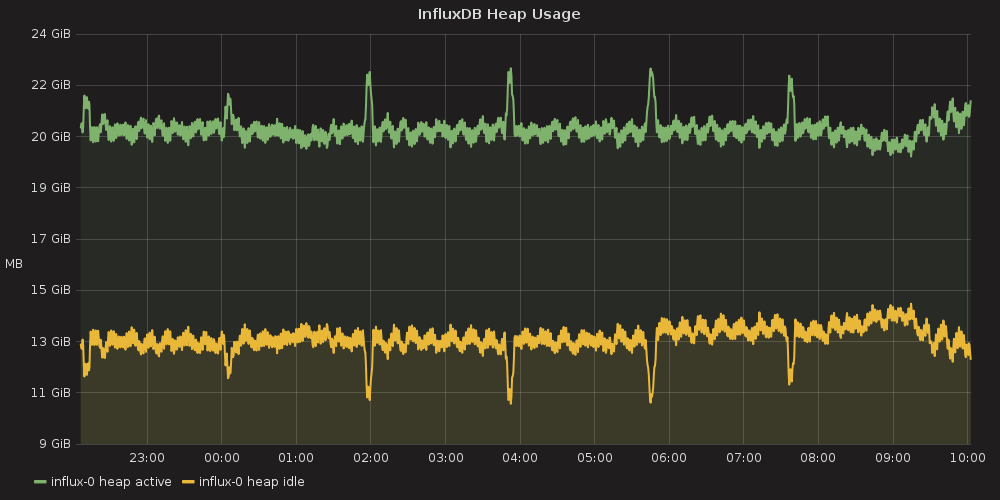 InfluxDB Heap Usage
24 GiB
22 GiB
20 GiB
19 GiB
17 GiB
MB
15 GiB
13 GiB
11 GiB
9 GiB
23:00 00:00 01:00 02:00 03:00 04:00 05:00 06:00 07:00 08:00 09:00 10:00
influx-0 heap active influx-0 heap idle